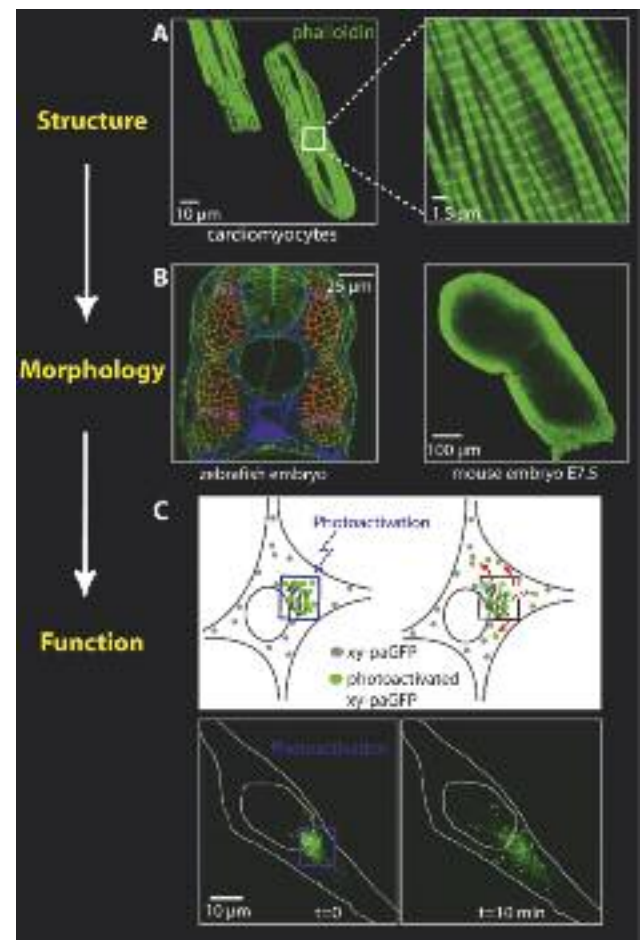 A
phalloidin
Structure
10 µm
1.5 µm
cardiomyocytes
B
25 µm
Morphology
100 µm
zebrafish embryo
mouse embryo E7.5
C
Photoactivation
Function
xy-paGFP
photoactivated
xy-paGFP
Photoactivation
10 µm
t=0
t=10 min